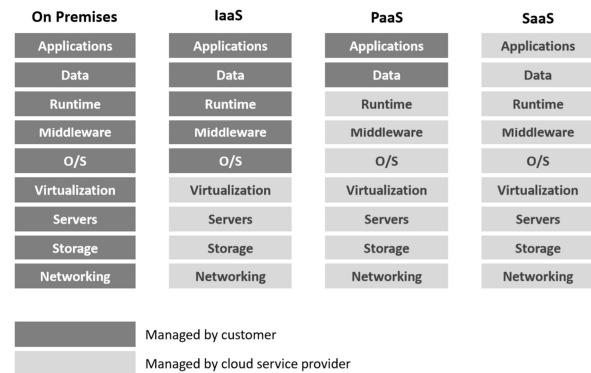 On Premises IaaS PaaS SaaS
Applications Applications Applications Applications
Data Data Data Data
Runtime Runtime Runtime Runtime
Middleware Middleware Middleware Middleware
O/S O/S O/S O/S
Virtualization Virtualization Virtualization Virtualization
Servers Servers Servers Servers
Storage Storage Storage Storage
Networking Networking Networking Networking
Managed by customer
Managed by cloud service provider